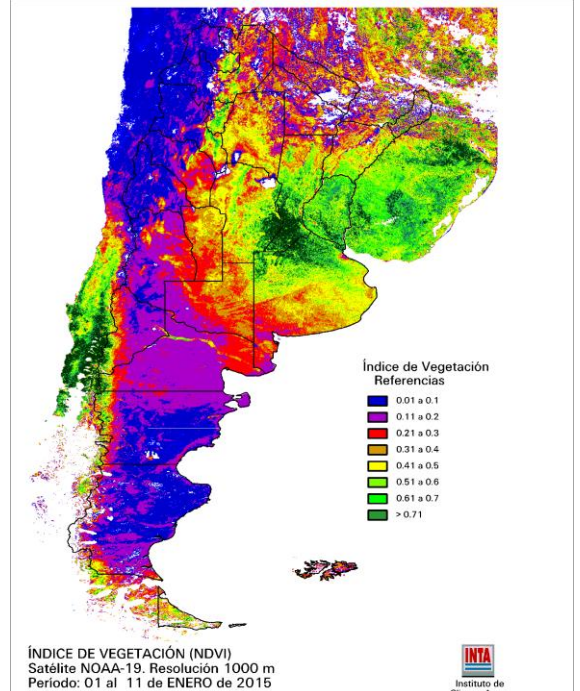 Índice de Vegetación
Referencias
0.01 a 0.1
0.11 a 0.2
0.21 a 0.3
0.31 a 0.4
0.41 a 0.5
0.51 a 0.6
0.61 a 0.7
> 0.71
ÍNDICE DE VEGETACIÓN (NDVI)
Satélite NOAA-19. Resolución 1000 m
Periodo: 01 al 11 de ENERO de 2015
INTA
Instituto de